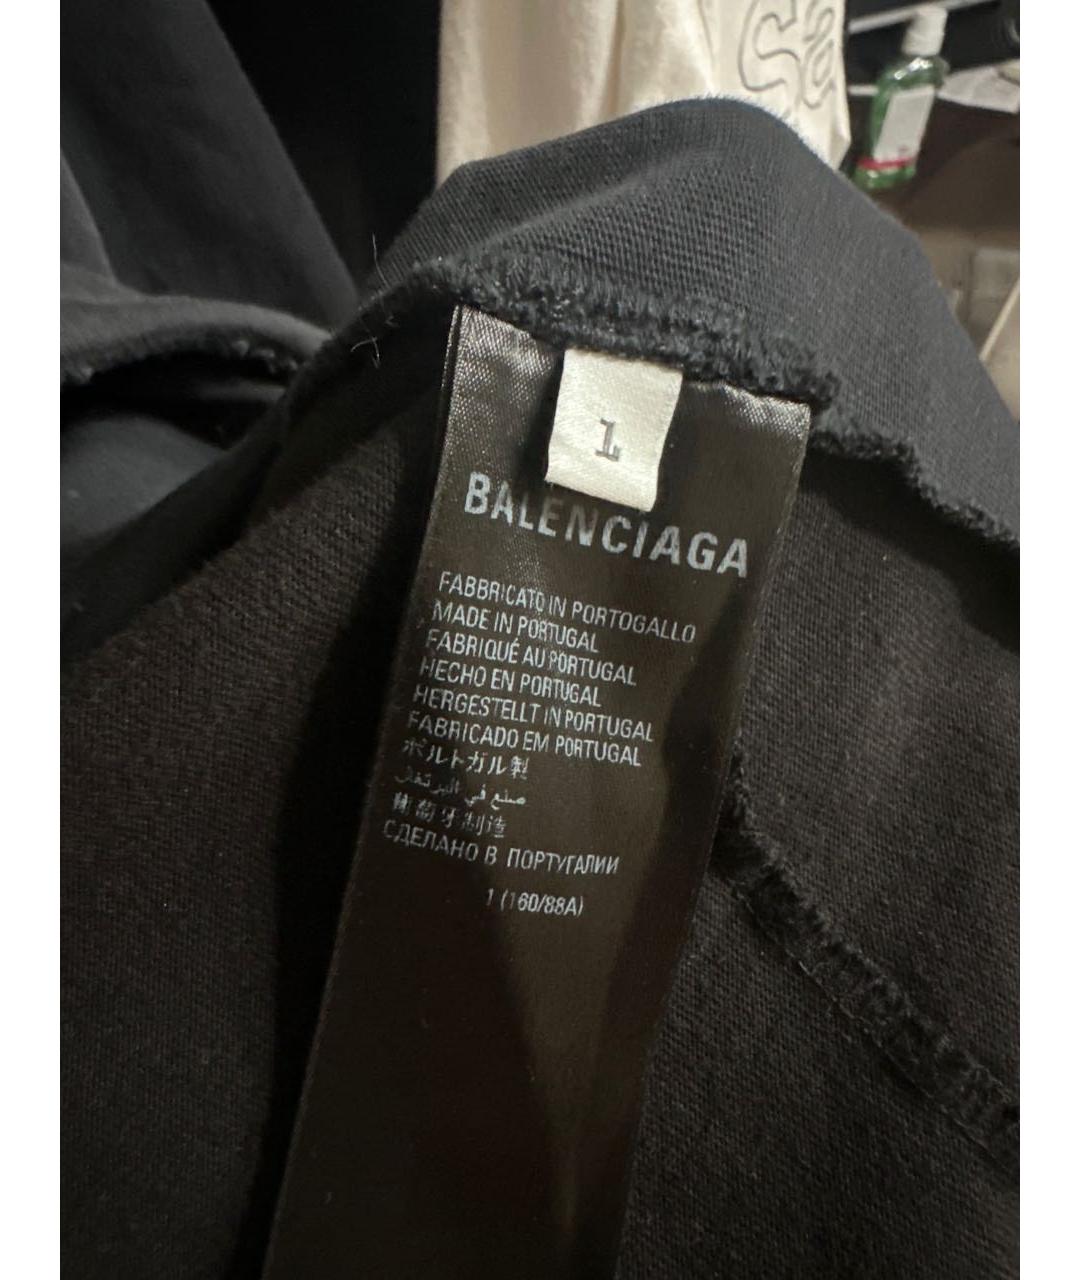 sa
1
BALENCIAGA
FABBRICATO IN PORTOGALLO
MADE IN PORTUGAL
FABRIQUÉ AU PORTUGAL
HECHO EN PORTUGAL
HERGESTELLT IN PORTUGAL
FABRICADO EM PORTUGAL
ポルトガル製
صنع في البرتغال
葡萄牙制造
СДЕЛАНО В ПОРТУГАЛИИ
1 (160/88A)